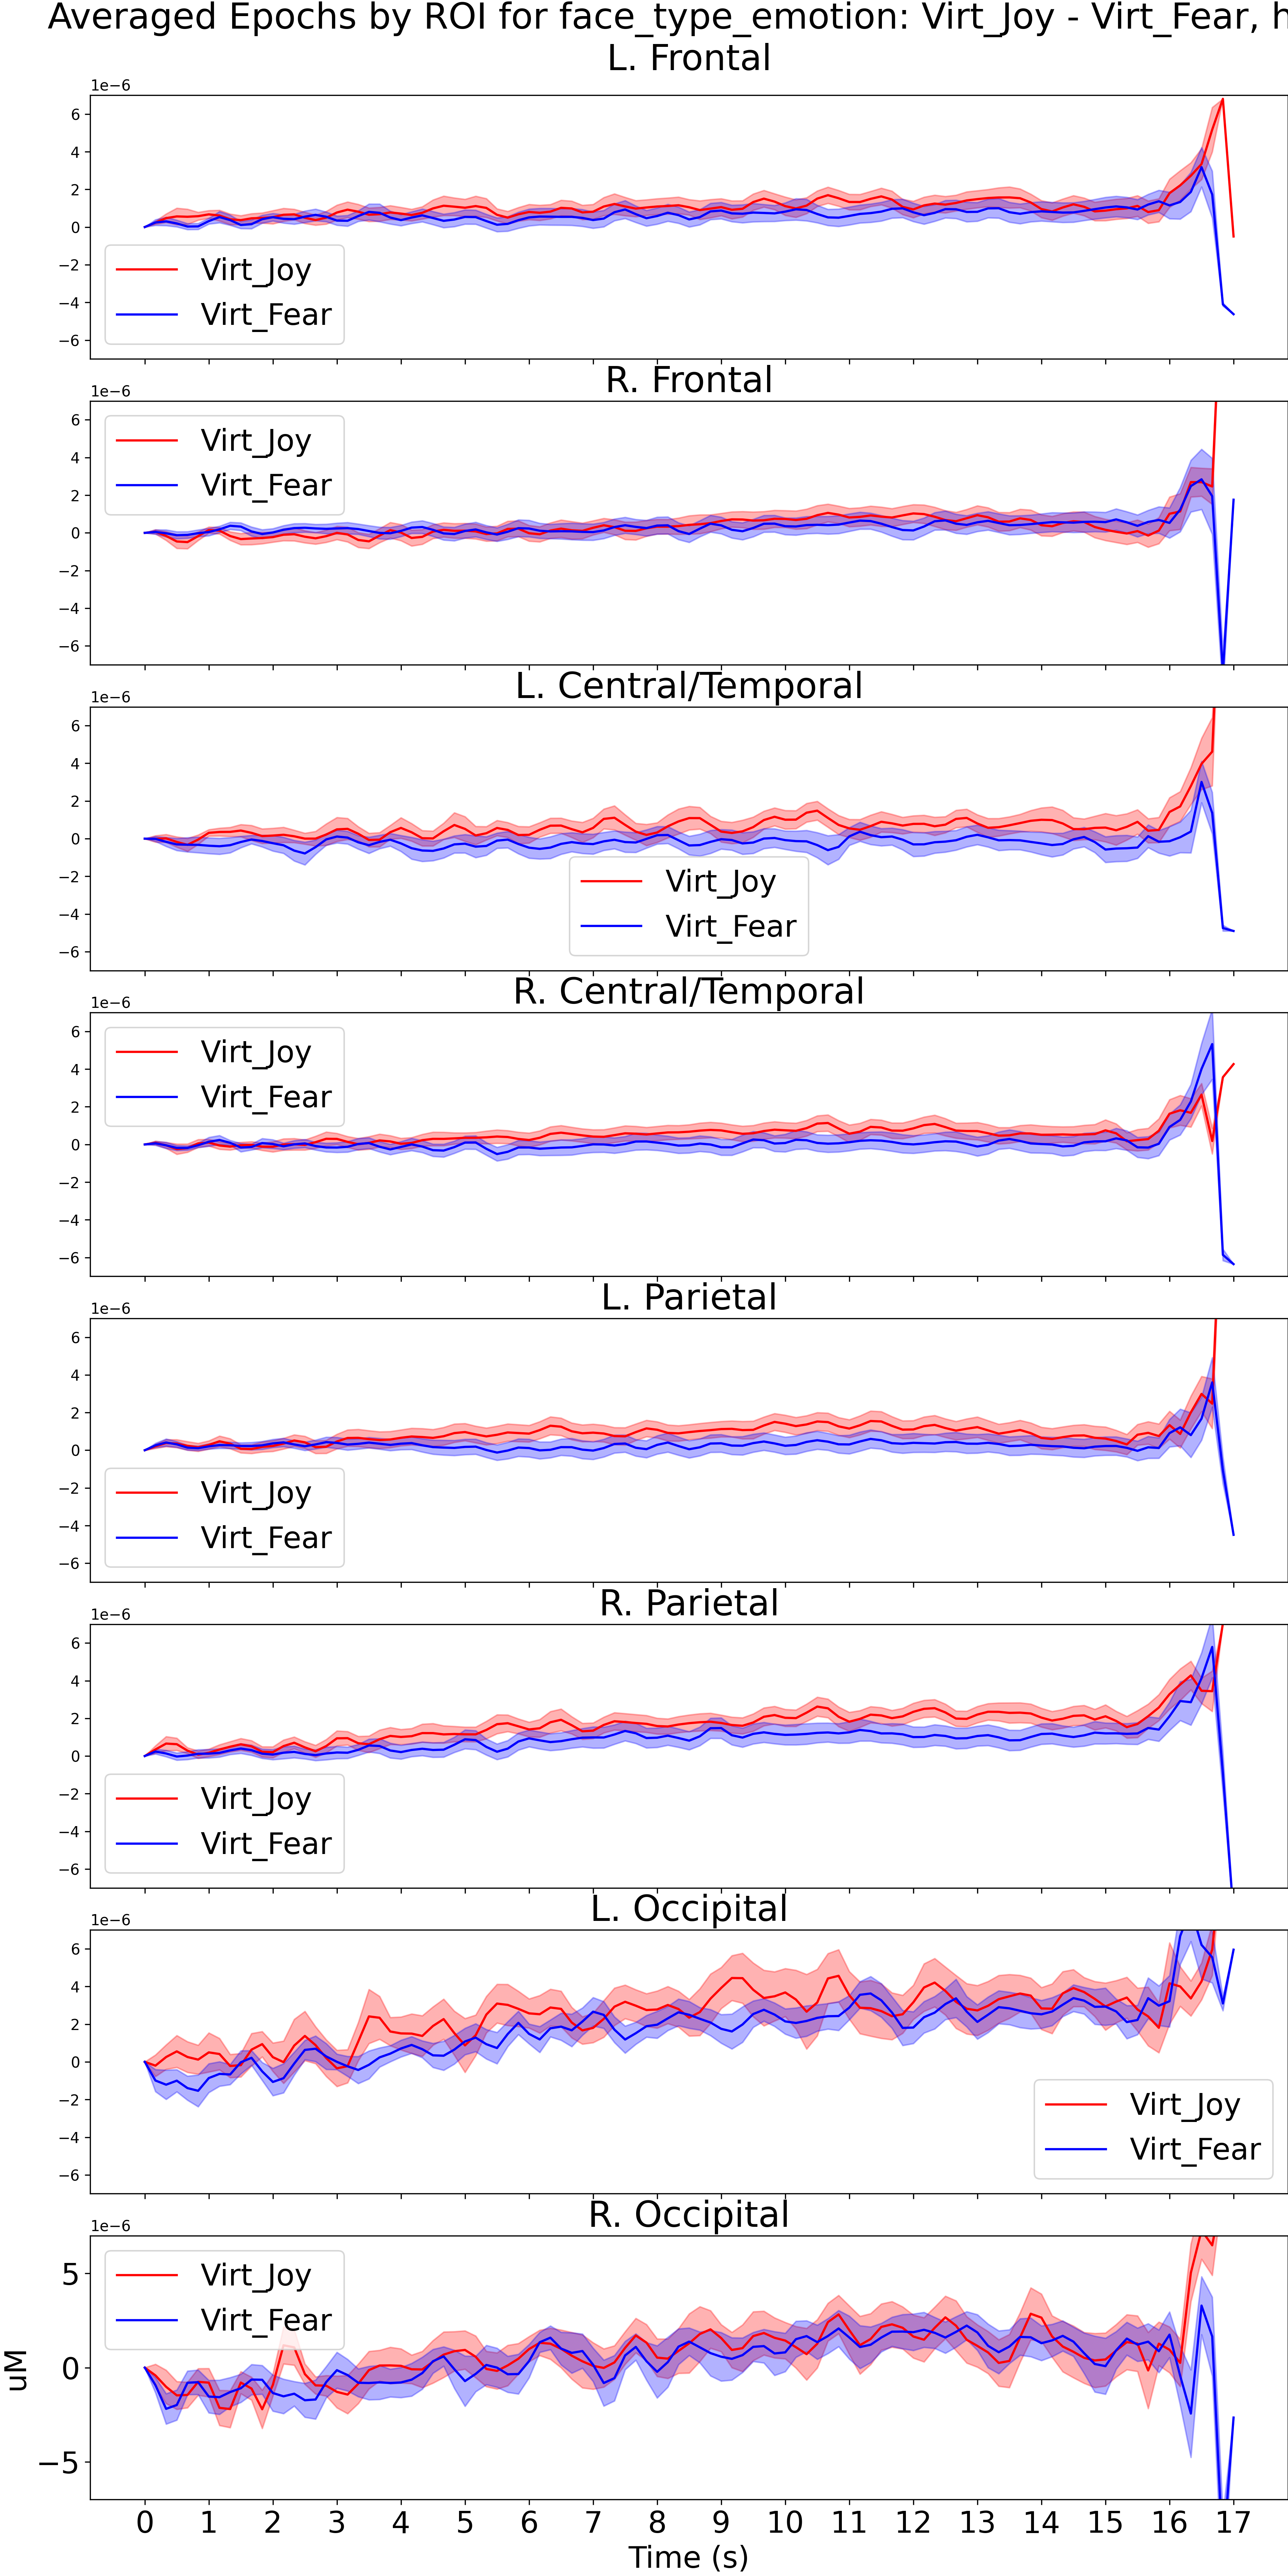 Averaged Epochs by ROI for face_type_emotion: Virt_Joy - Virt_Fear, h
L. Frontal
1e−6
6
4
2
0
−2
−4
−6
Virt_Joy
Virt_Fear
R. Frontal
1e−6
6
4
2
0
−2
−4
−6
Virt_Joy
Virt_Fear
L. Central/Temporal
1e−6
6
4
2
0
−2
−4
−6
Virt_Joy
Virt_Fear
R. Central/Temporal
1e−6
6
4
2
0
−2
−4
−6
Virt_Joy
Virt_Fear
L. Parietal
1e−6
6
4
2
0
−2
−4
−6
Virt_Joy
Virt_Fear
R. Parietal
1e−6
6
4
2
0
−2
−4
−6
Virt_Joy
Virt_Fear
L. Occipital
1e−6
6
4
2
0
−2
−4
−6
Virt_Joy
Virt_Fear
R. Occipital
1e−6
5
0
−5
uM
Virt_Joy
Virt_Fear
0 1 2 3 4 5 6 7 8 9 10 11 12 13 14 15 16 17
Time (s)